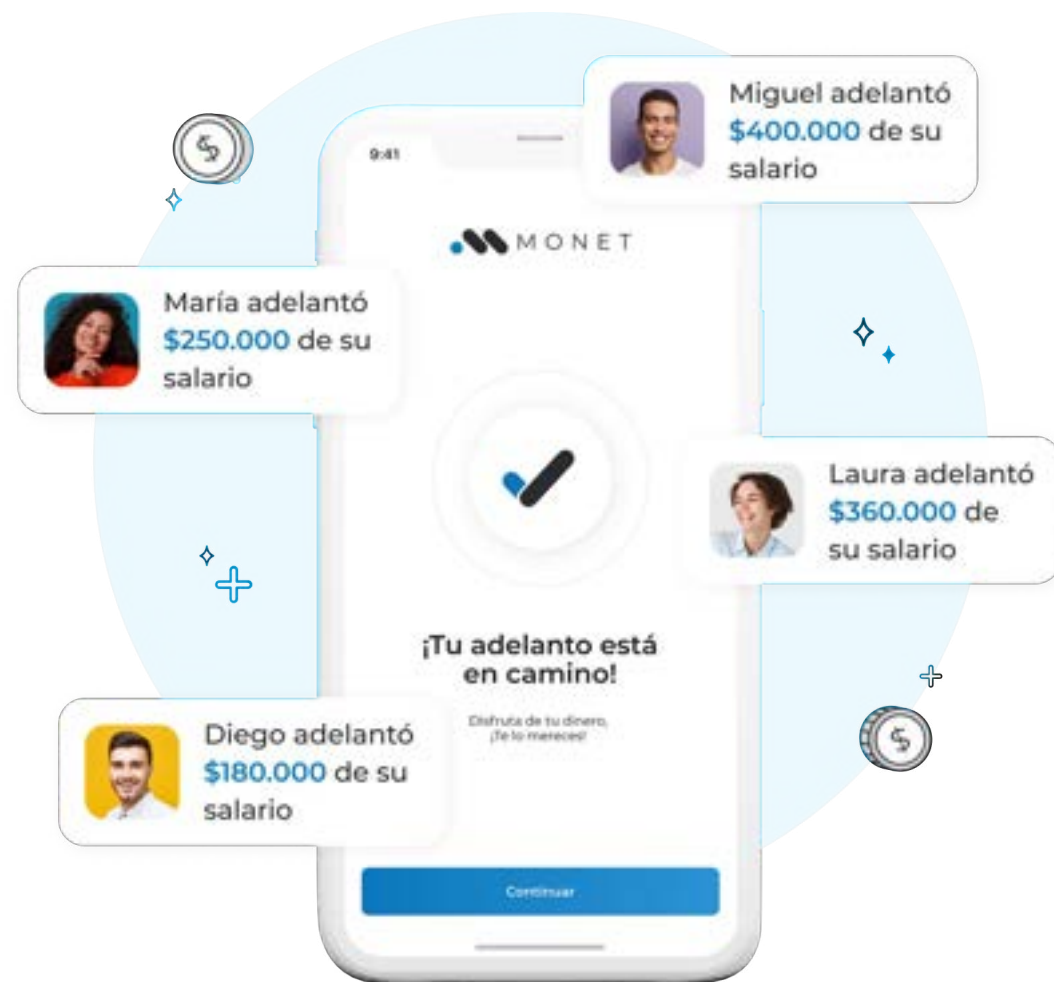 Miguel adelantó
$400.000 de su
salario
9:41
MONET
María adelantó
$250.000 de su
salario
Laura adelantó
$360.000 de
su salario
¡Tu adelanto está
en camino!
Disfruta de tu dinero,
¡Te lo mereces!
Diego adelantó
$180.000 de su
salario
Continuar